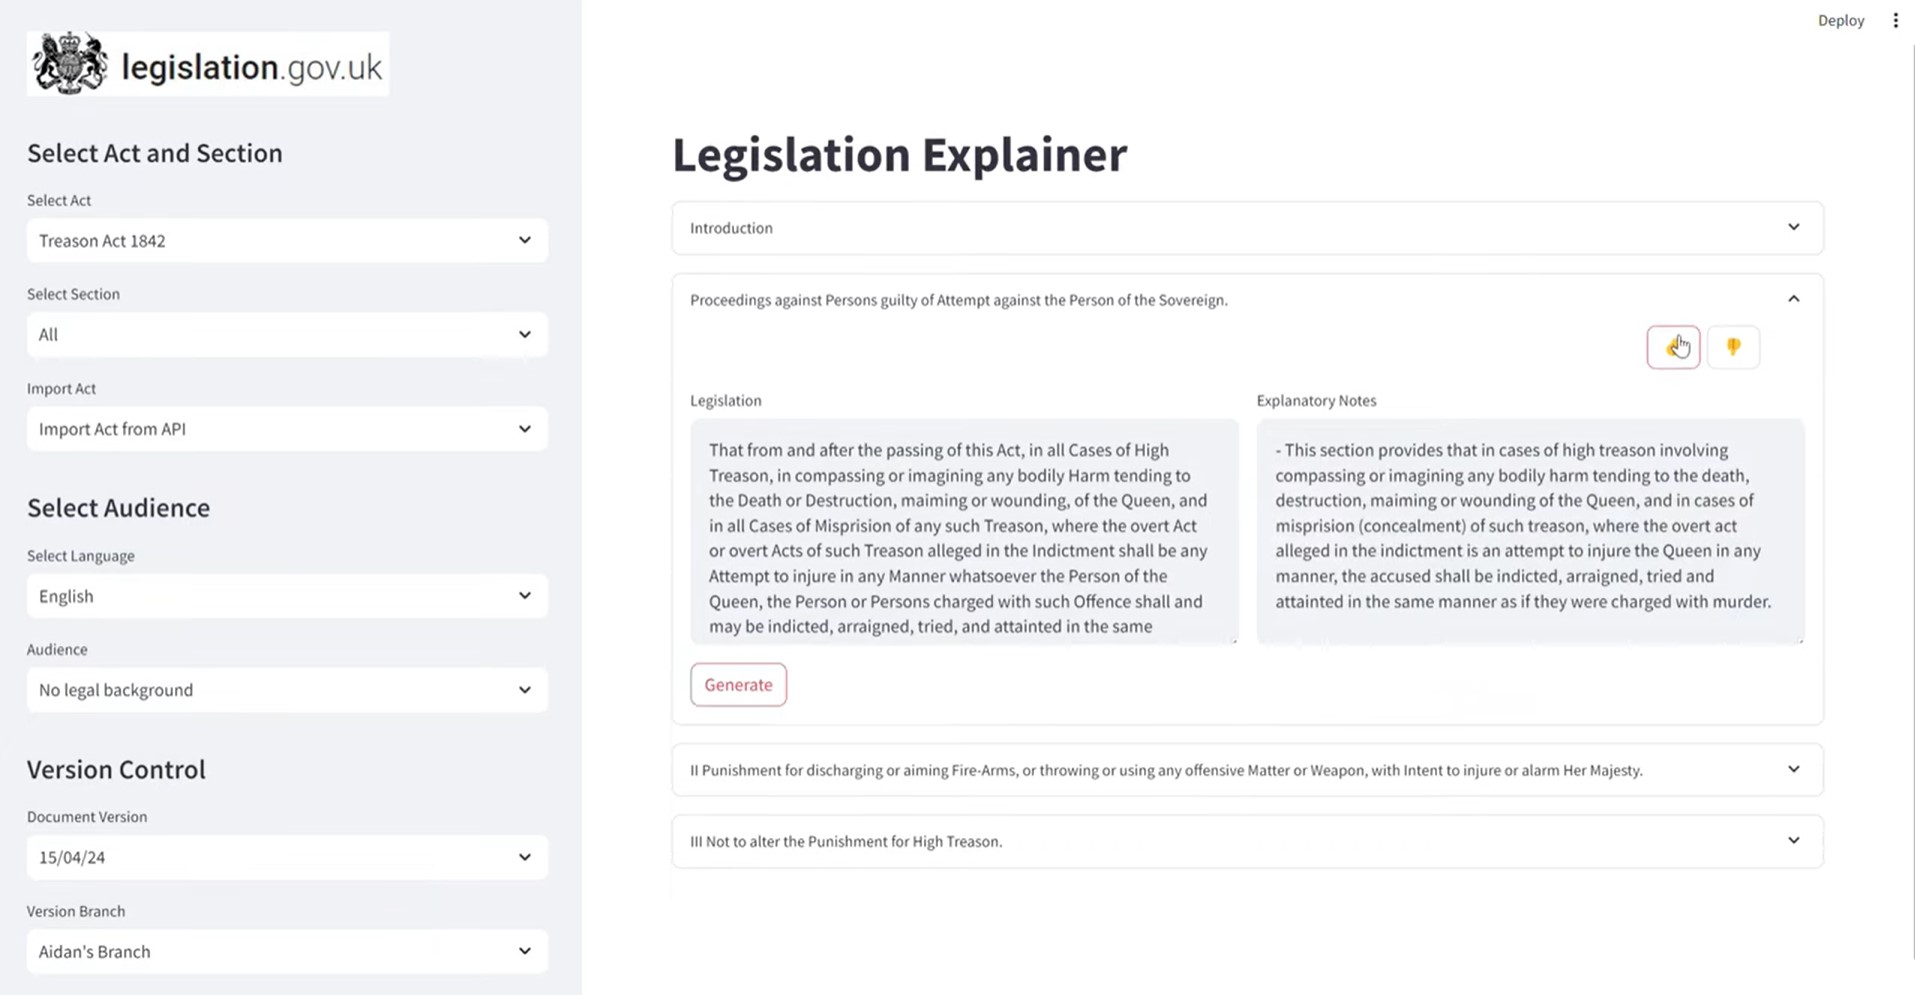 Deploy
legislation.gov.uk
Select Act and Section
Select Act
Treason Act 1842
Select Section
All
Import Act
Import Act from API
Select Audience
Select Language
English
Audience
No legal background
Version Control
Document Version
15/04/24
Version Branch
Aidan's Branch
Legislation Explainer
Introduction
Proceedings against Persons guilty of Attempt against the Person of the Sovereign.
Legislation
That from and after the passing of this Act, in all Cases of High
Treason, in compassing or imagining any bodily Harm tending to
the Death or Destruction, maiming or wounding, of the Queen, and
in all Cases of Misprision of any such Treason, where the overt Act
or overt Acts of such Treason alleged in the Indictment shall be any
Attempt to injure in any Manner whatsoever the Person of the
Queen, the Person or Persons charged with such Offence shall and
may be indicted, arraigned, tried, and attainted in the same
Explanatory Notes
- This section provides that in cases of high treason involving
compassing or imagining any bodily harm tending to the death,
destruction, maiming or wounding of the Queen, and in cases of
misprision (concealment) of such treason, where the overt act
alleged in the indictment is an attempt to injure the Queen in any
manner, the accused shall be indicted, arraigned, tried and
attainted in the same manner as if they were charged with murder.
Generate
II Punishment for discharging or aiming Fire-Arms, or throwing or using any offensive Matter or Weapon, with Intent to injure or alarm Her Majesty.
III Not to alter the Punishment for High Treason.